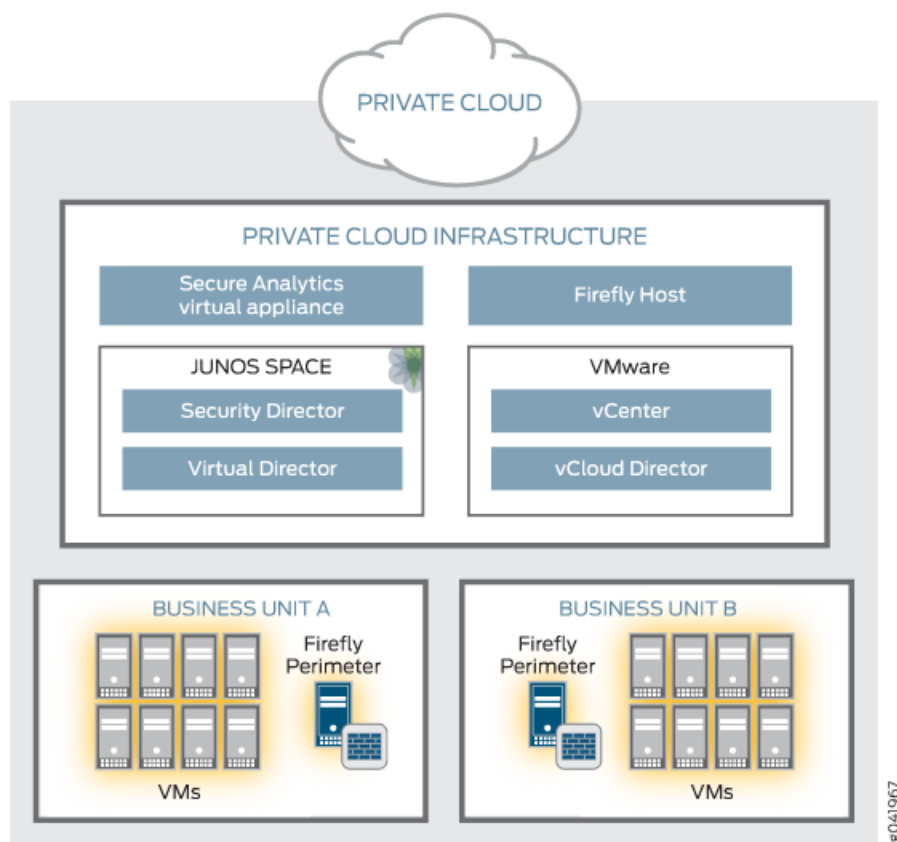 PRIVATE CLOUD
PRIVATE CLOUD INFRASTRUCTURE
Secure Analytics
virtual appliance
Firefly Host
JUNOS SPACE
Security Director
Virtual Director
VMware
vCenter
vCloud Director
BUSINESS UNIT A
Firefly
Perimeter
VMs
BUSINESS UNIT B
Firefly
Perimeter
VMs
g041967